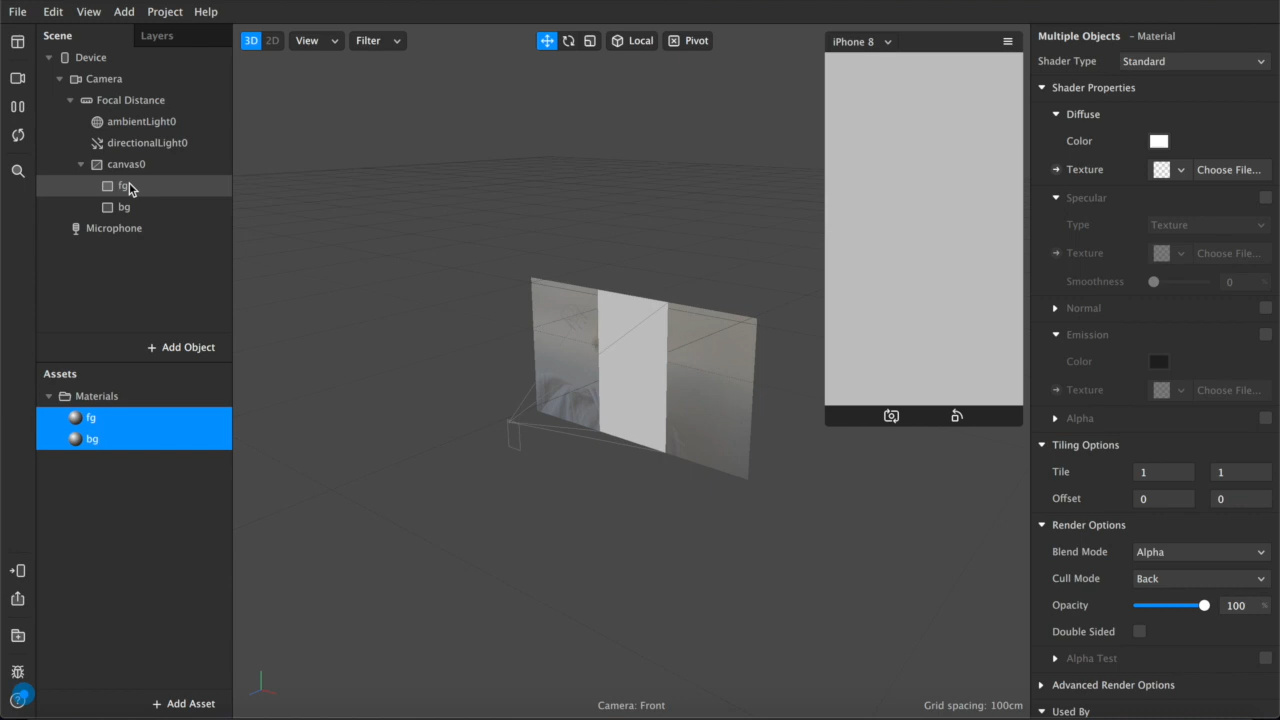 File Edit View Add Project Help
Scene Layers
Device
Camera
Focal Distance
ambientLight0
directionalLight0
canvas0
fg
bg
Microphone
+ Add Object
Assets
Materials
fg
bg
+ Add Asset
3D 2D View Filter Local Pivot
iPhone 8
Camera: Front
Grid spacing: 100cm
Multiple Objects - Material
Shader Type Standard
Shader Properties
Diffuse
Color
Texture Choose File...
Specular
Type Texture
Texture Choose File...
Smoothness 0 %
Normal
Emission
Color
Texture Choose File...
Alpha
Tiling Options
Tile 1 1
Offset 0 0
Render Options
Blend Mode Alpha
Cull Mode Back
Opacity 100 %
Double Sided
Alpha Test
Advanced Render Options
Used By